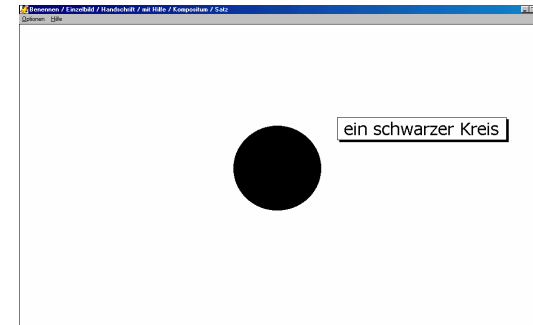 Benennen / Einzelbild / Handschrift / mit Hilfe / Kompositum / Satz
Optionen Hilfe
ein schwarzer Kreis